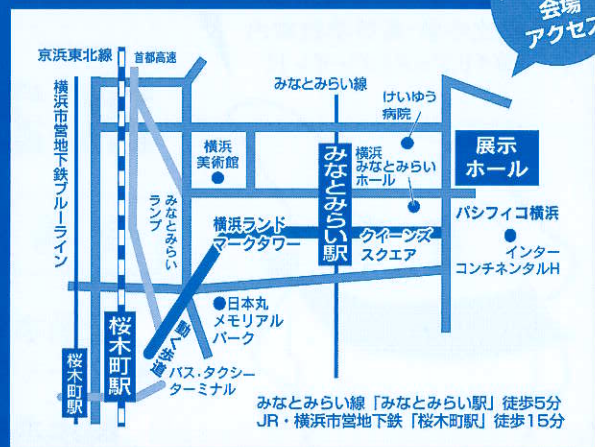 会場
アクセス
京浜東北線
首都高速
みなとみらい線
けいゆう
病院
横浜市営地下鉄ブルーライン
横浜
美術館
みなとみらい駅
横浜
みなとみらい
ホール
展示
ホール
みなとみらい
ランプ
横浜ランド
マークタワー
クイーンズ
スクエア
パシフィコ横浜
インター
コンチネンタルH
日本丸
メモリアル
パーク
動く歩道
桜木町駅
桜木町駅
バス・タクシー
ターミナル
みなとみらい線「みなとみらい駅」徒歩5分
JR・横浜市営地下鉄「桜木町駅」徒歩15分